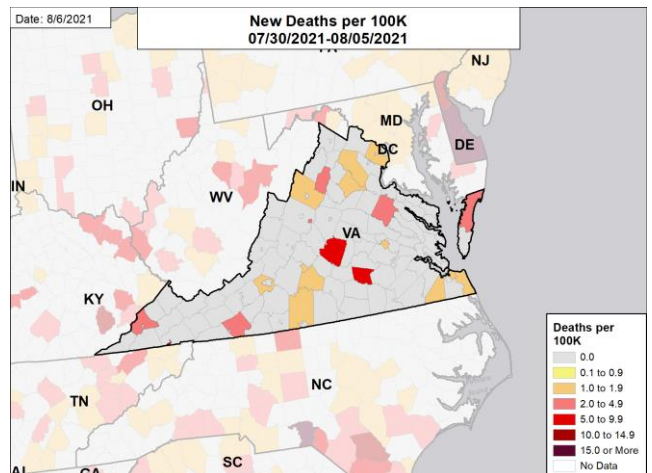 Date: 8/6/2021
New Deaths per 100K
07/30/2021-08/05/2021
NJ
OH
MD
DC
DE
IN
WV
VA
KY
TN
NC
SC
Deaths per
100K
0.0
0.1 to 0.9
1.0 to 1.9
2.0 to 4.9
5.0 to 9.9
10.0 to 14.9
15.0 or More
No Data